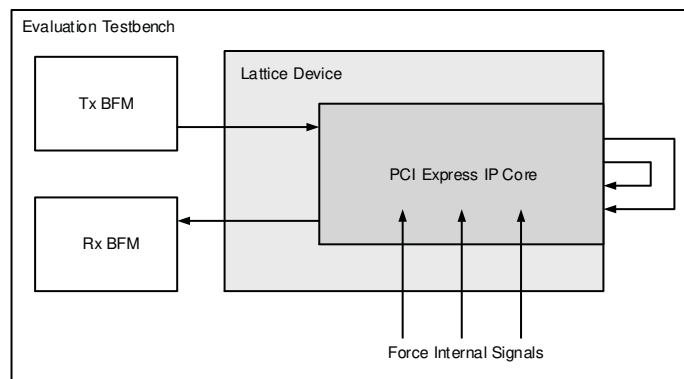 Evaluation Testbench
Lattice Device
Tx BFM
PCI Express IP Core
Rx BFM
Force Internal Signals